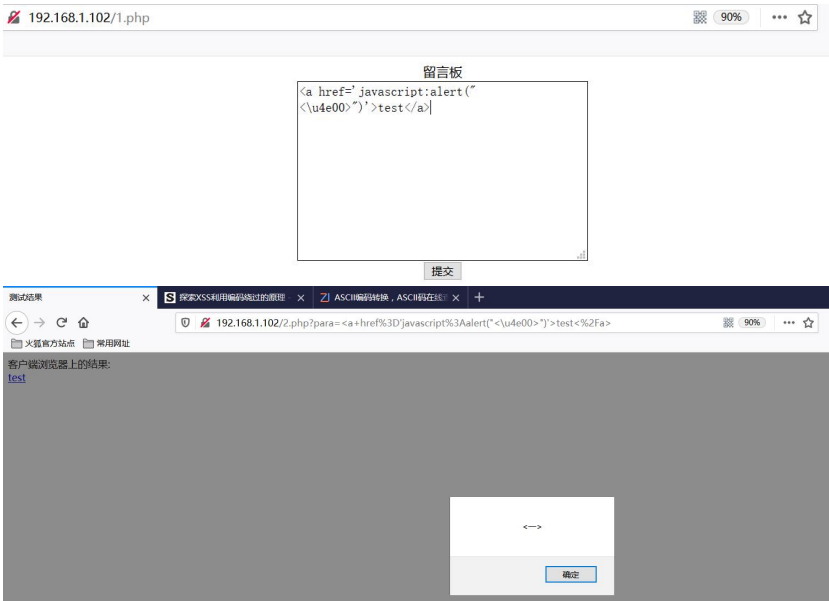 192.168.1.102/1.php
90%
留言板
<a href='javascript:alert("
<\u4e00>")'>test</a>
提交
测试结果
探索XSS利用编码绕过的原理
ASCII编码转换，ASCII码在线
192.168.1.102/2.php?para=<a+href%3D'javascript%3Aalert("<\u4e00>")'>test<%2Fa>
90%
火狐官方站点 常用网址
客户端浏览器上的结果:
test
<一>
确定